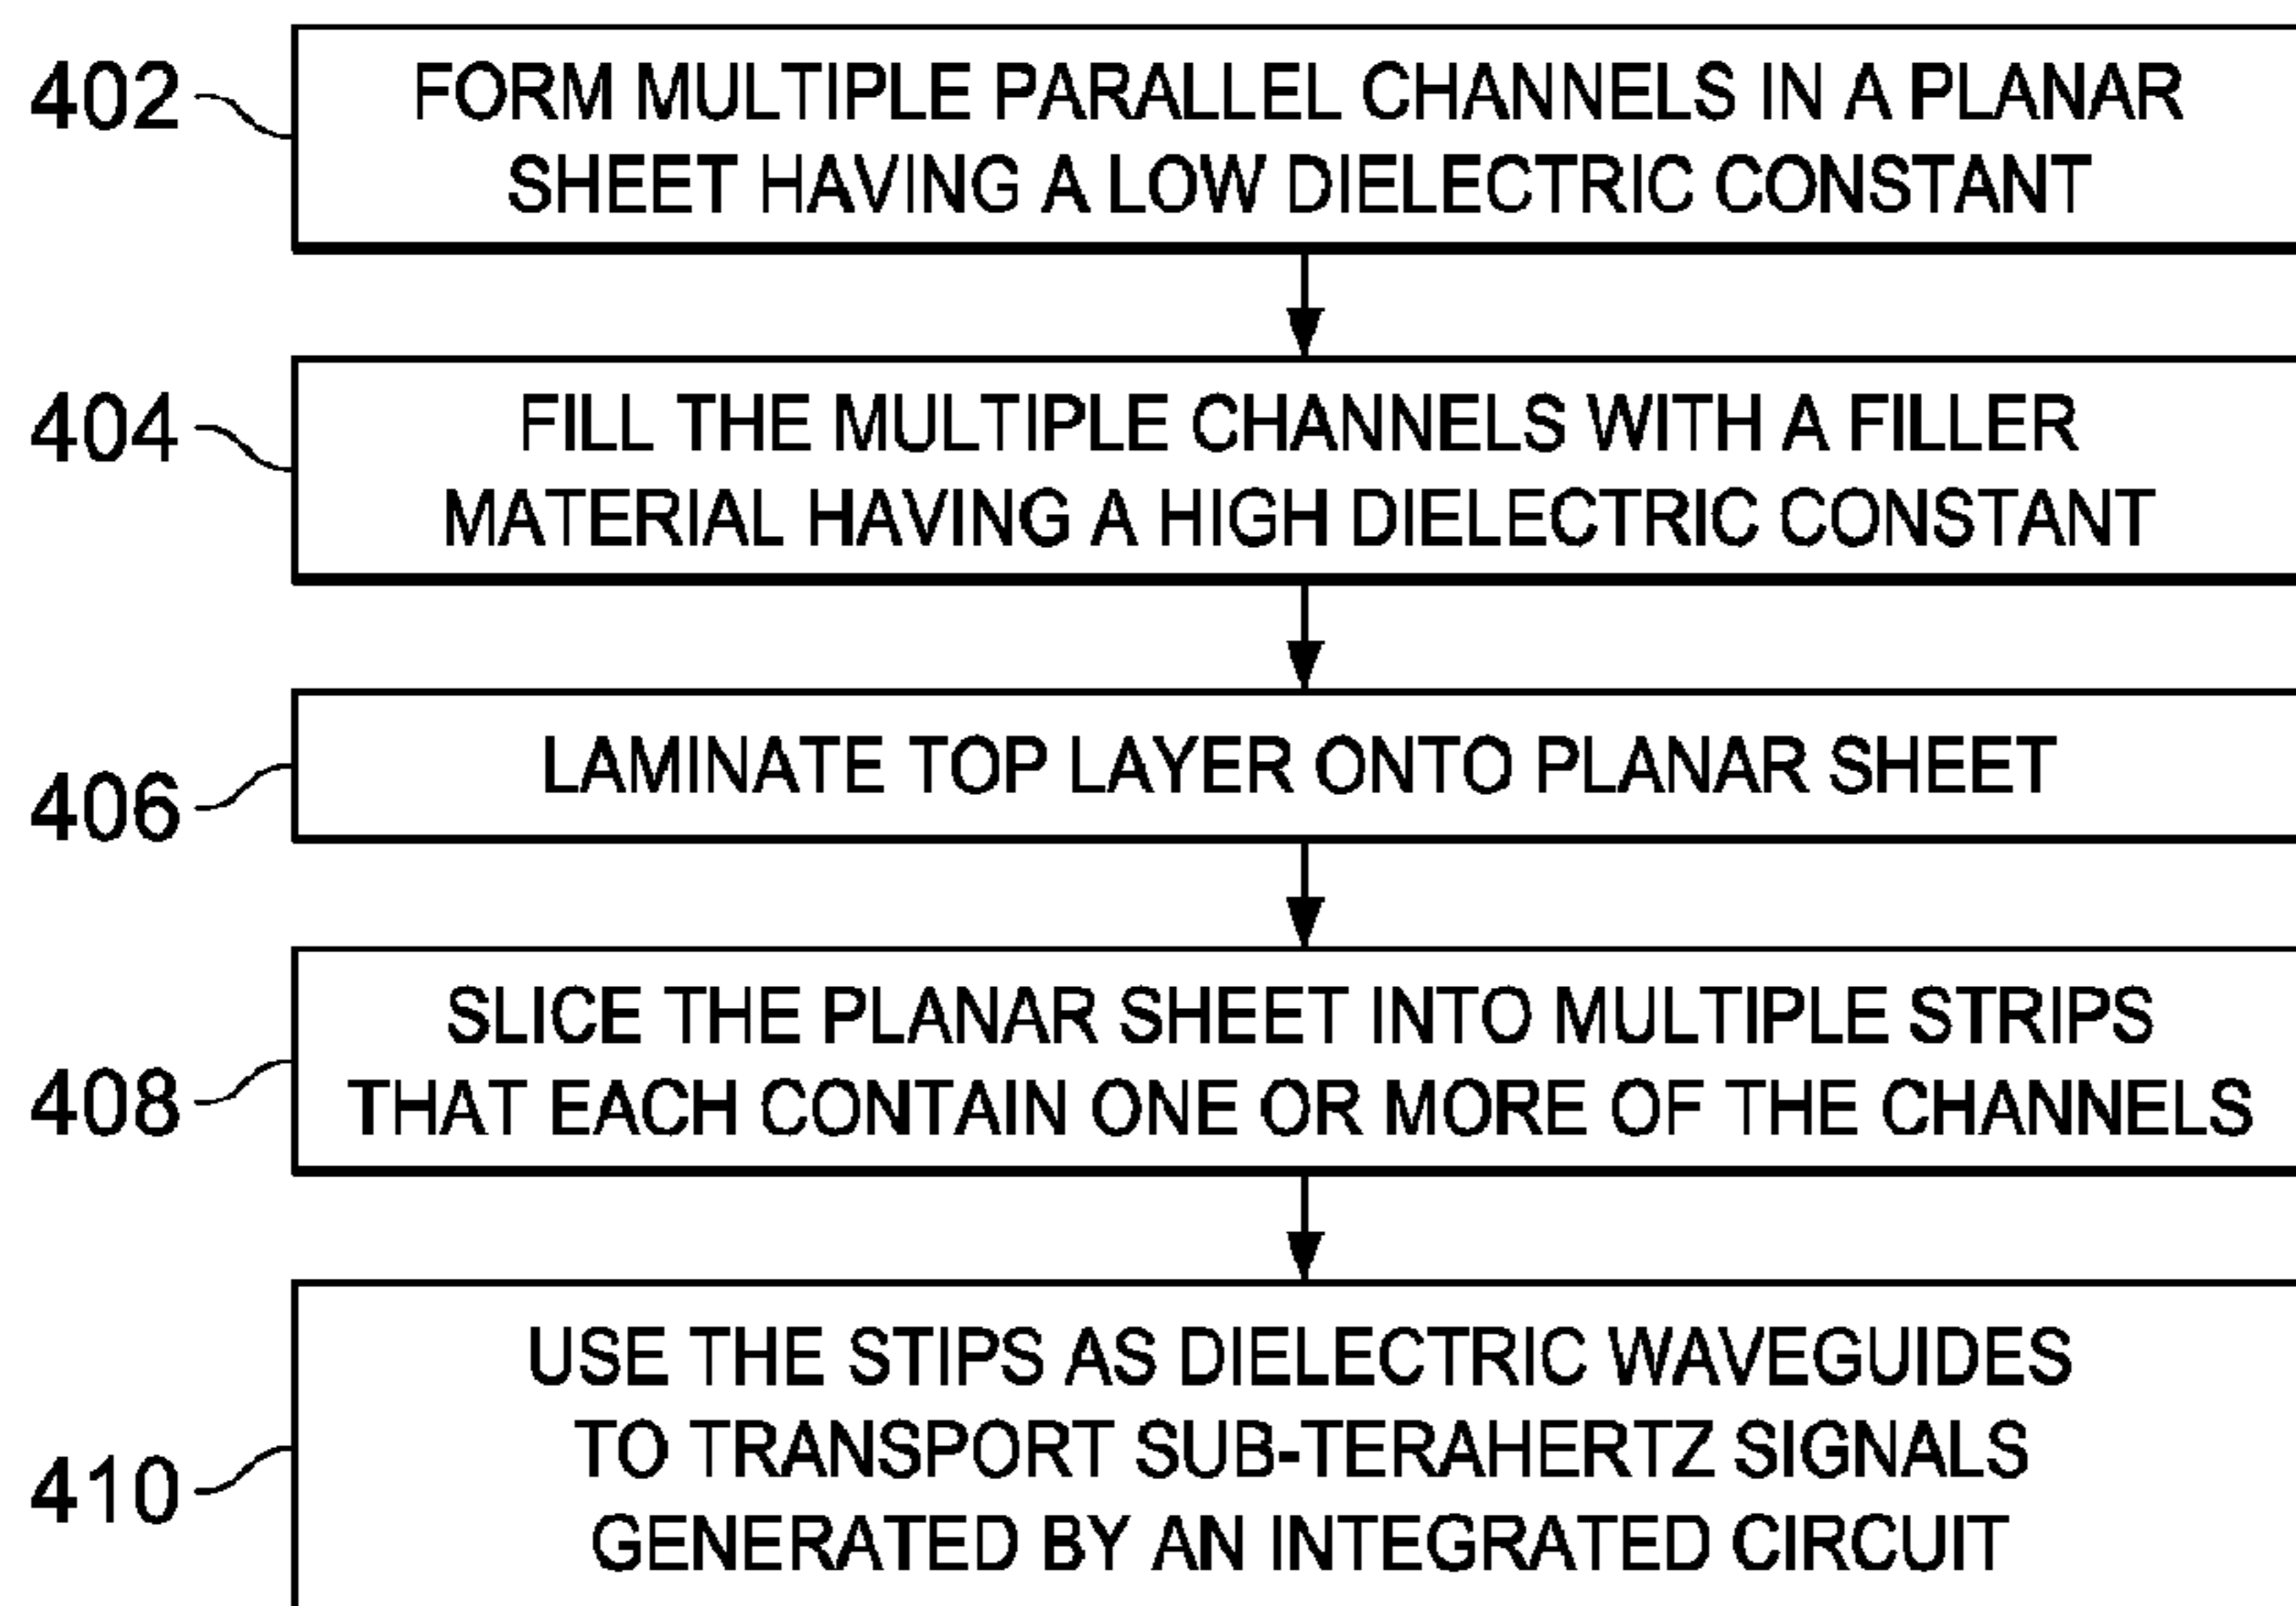 402
FORM MULTIPLE PARALLEL CHANNELS IN A PLANAR
SHEET HAVING A LOW DIELECTRIC CONSTANT
404
FILL THE MULTIPLE CHANNELS WITH A FILLER
MATERIAL HAVING A HIGH DIELECTRIC CONSTANT
406
LAMINATE TOP LAYER ONTO PLANAR SHEET
408
SLICE THE PLANAR SHEET INTO MULTIPLE STRIPS
THAT EACH CONTAIN ONE OR MORE OF THE CHANNELS
410
USE THE STIPS AS DIELECTRIC WAVEGUIDES
TO TRANSPORT SUB-TERAHERTZ SIGNALS
GENERATED BY AN INTEGRATED CIRCUIT